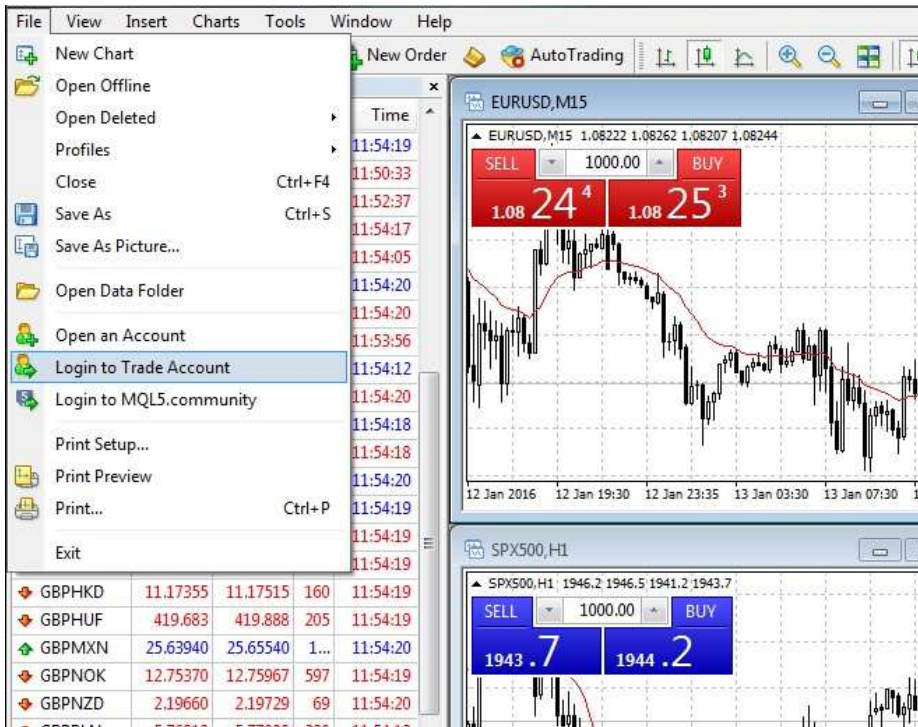 File View Insert Charts Tools Window Help
New Order AutoTrading
New Chart
Open Offline
Open Deleted
Profiles
Close Ctrl+F4
Save As Ctrl+S
Save As Picture...
Open Data Folder
Open an Account
Login to Trade Account
Login to MQL5.community
Print Setup...
Print Preview
Print... Ctrl+P
Exit
Time
11:54:19
11:50:33
11:52:37
11:54:17
11:54:05
11:54:20
11:54:20
11:53:56
11:54:12
11:54:20
11:54:18
11:54:18
11:54:20
11:54:19
11:54:19
11:54:19
GBPHKD 11.17355 11.17515 160 11:54:19
GBPHUF 419.683 419.888 205 11:54:19
GBPMXN 25.63940 25.65540 1... 11:54:20
GBPNOK 12.75370 12.75967 597 11:54:19
GBPNZD 2.19660 2.19729 69 11:54:20
EURUSD,M15
EURUSD,M15 1.08222 1.08262 1.08207 1.08244
SELL 1000.00 BUY
1.08 24 4 1.08 25 3
12 Jan 2016 12 Jan 19:30 12 Jan 23:35 13 Jan 03:30 13 Jan 07:30
SPX500,H1
SPX500,H1 1946.2 1946.5 1941.2 1943.7
SELL 1000.00 BUY
1943.7 1944.2